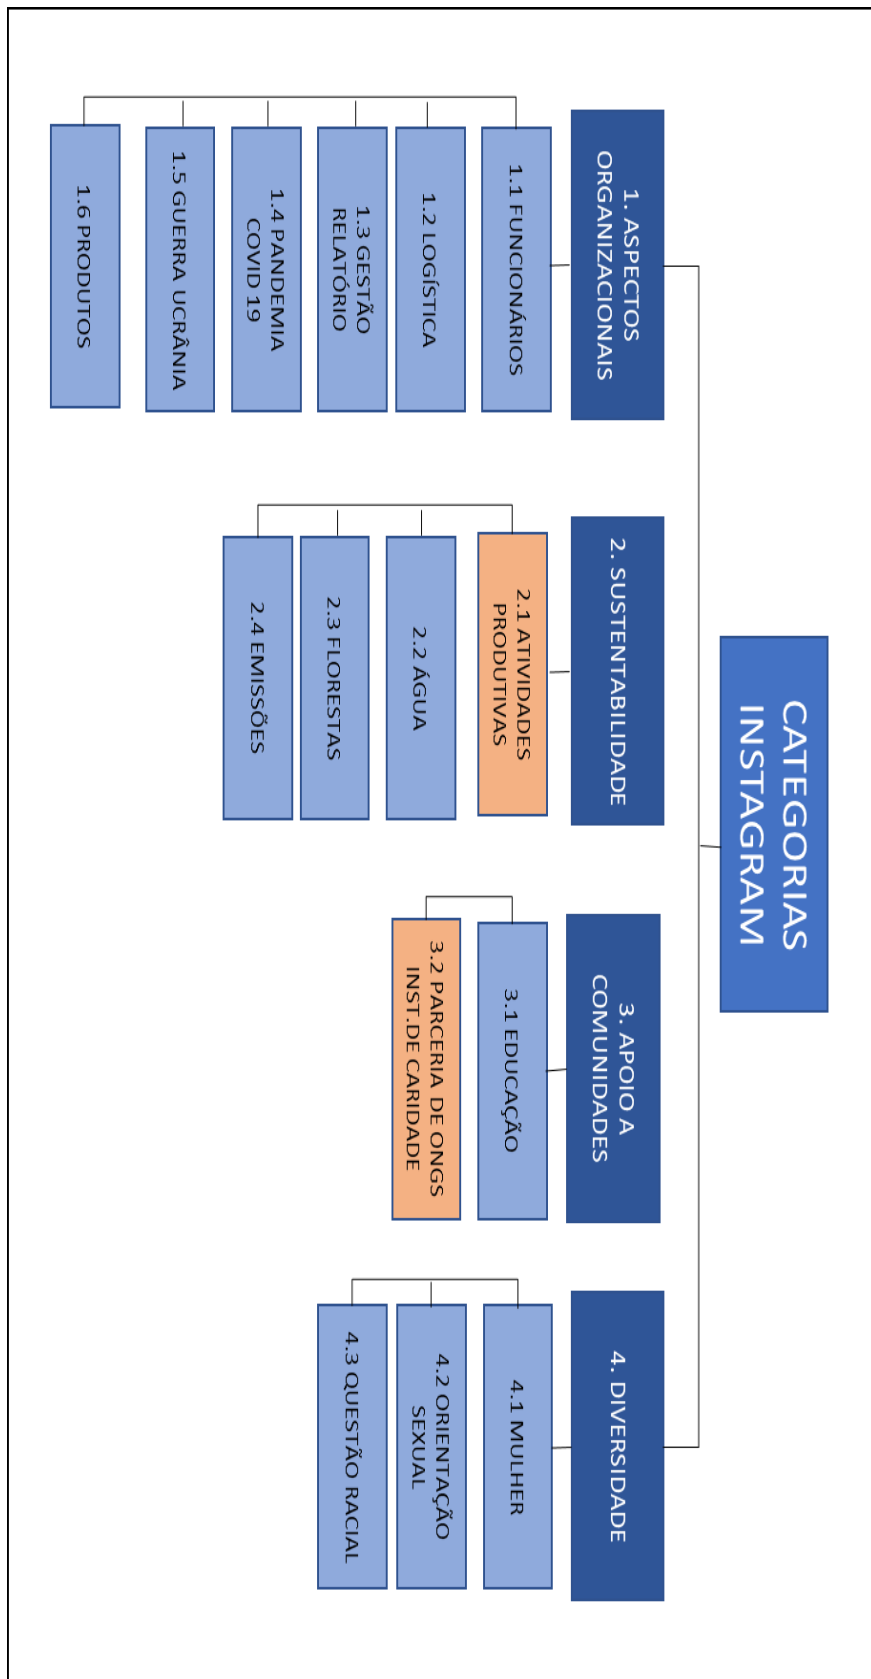 CATEGORIAS
INSTAGRAM
1. ASPECTOS
ORGANIZACIONAIS
1.1 FUNCIONÁRIOS
1.2 LOGÍSTICA
1.3 GESTÃO
RELATÓRIO
1.4 PANDEMIA
COVID 19
1.5 GUERRA UCRÂNIA
1.6 PRODUTOS
2. SUSTENTABILIDADE
2.1 ATIVIDADES
PRODUTIVAS
2.2 ÁGUA
2.3 FLORESTAS
2.4 EMISSÕES
3. APOIO A
COMUNIDADES
3.1 EDUCAÇÃO
3.2 PARCERIA DE ONGS
INST.DE CARIDADE
4. DIVERSIDADE
4.1 MULHER
4.2 ORIENTAÇÃO
SEXUAL
4.3 QUESTÃO RACIAL